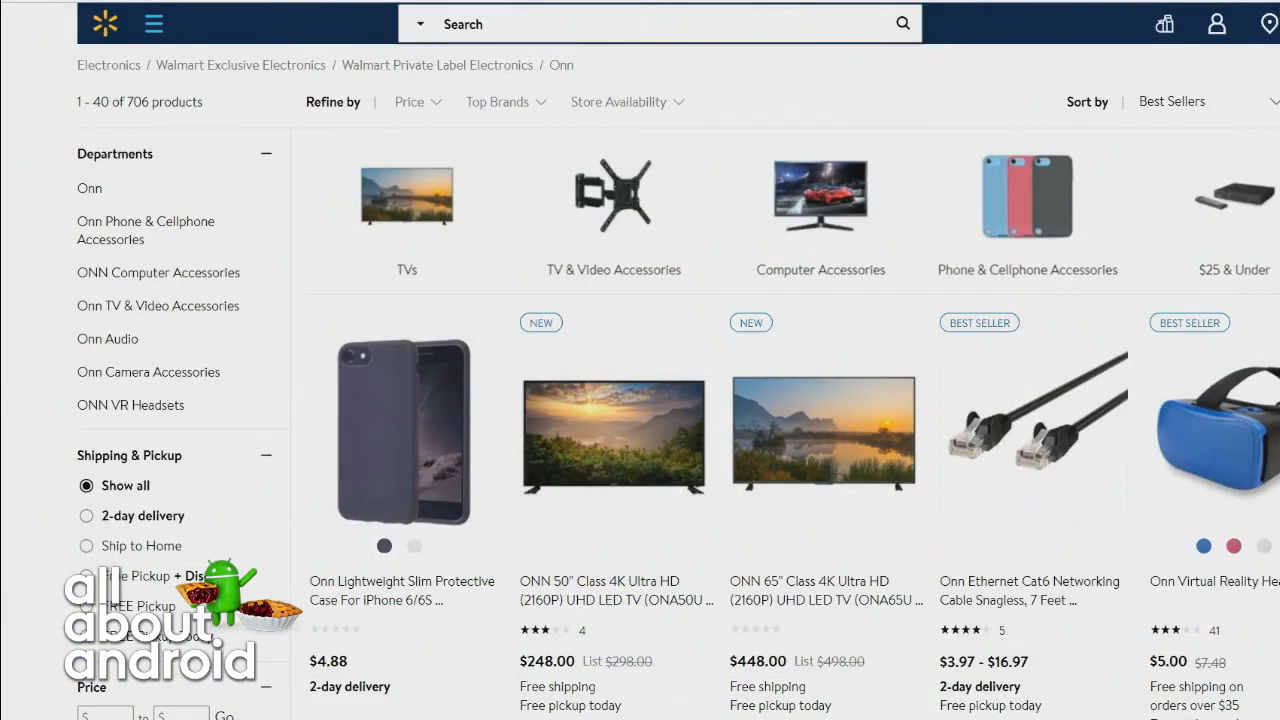 Search
Electronics / Walmart Exclusive Electronics / Walmart Private Label Electronics / Onn
1 - 40 of 706 products
Refine by | Price Top Brands Store Availability
Sort by | Best Sellers
Departments
Onn
Onn Phone & Cellphone
Accessories
ONN Computer Accessories
Onn TV & Video Accessories
Onn Audio
Onn Camera Accessories
ONN VR Headsets
Shipping & Pickup
Show all
2-day delivery
Ship to Home
Free Pickup + Dis
FREE Pickup
Price
$ to $ Go
TVs
TV & Video Accessories
Computer Accessories
Phone & Cellphone Accessories
$25 & Under
Onn Lightweight Slim Protective
Case For iPhone 6/6S ...
$4.88
2-day delivery
NEW
ONN 50" Class 4K Ultra HD
(2160P) UHD LED TV (ONA50U ...
4
$248.00 List $298.00
Free shipping
Free pickup today
NEW
ONN 65" Class 4K Ultra HD
(2160P) UHD LED TV (ONA65U ...
$448.00 List $498.00
Free shipping
Free pickup today
BEST SELLER
Onn Ethernet Cat6 Networking
Cable Snagless, 7 Feet ...
5
$3.97 - $16.97
2-day delivery
Free pickup today
BEST SELLER
Onn Virtual Reality He
41
$5.00 $7.48
Free shipping on
orders over $35
all
about
android